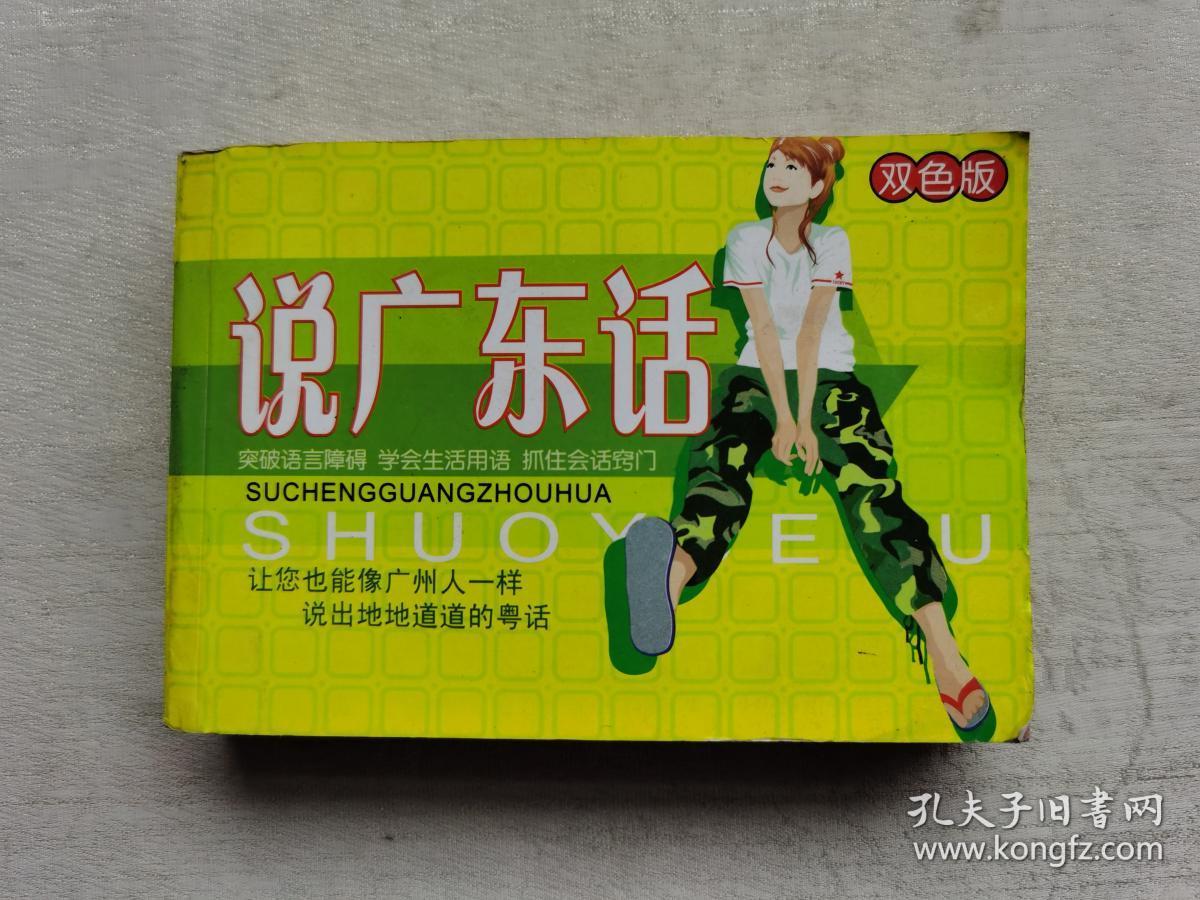 双色版
说广东话
突破语言障碍 学会生活用语 抓住会话窍门
SUCHENGGUANGZHOUHUA
SHUOY E U
让您也能像广州人一样
说出地地道道的粤话
孔夫子旧书网
www.kongfz.com